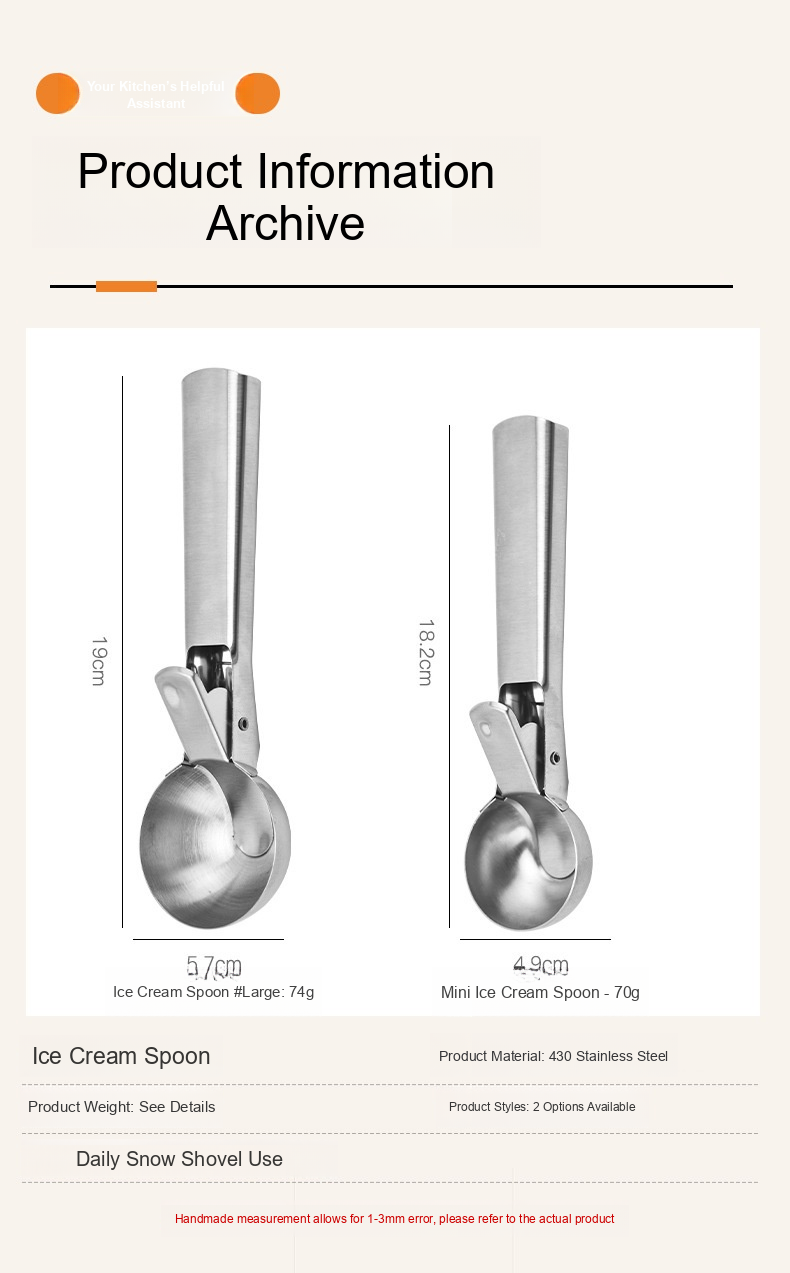 Your Kitchen's Helpful
Assistant
Product Information
Archive
19cm
18.2cm
5.7cm
4.9cm
Ice Cream Spoon #Large: 74g
Mini Ice Cream Spoon - 70g
Ice Cream Spoon
Product Material: 430 Stainless Steel
Product Weight: See Details
Product Styles: 2 Options Available
Daily Snow Shovel Use
Handmade measurement allows for 1-3mm error, please refer to the actual product